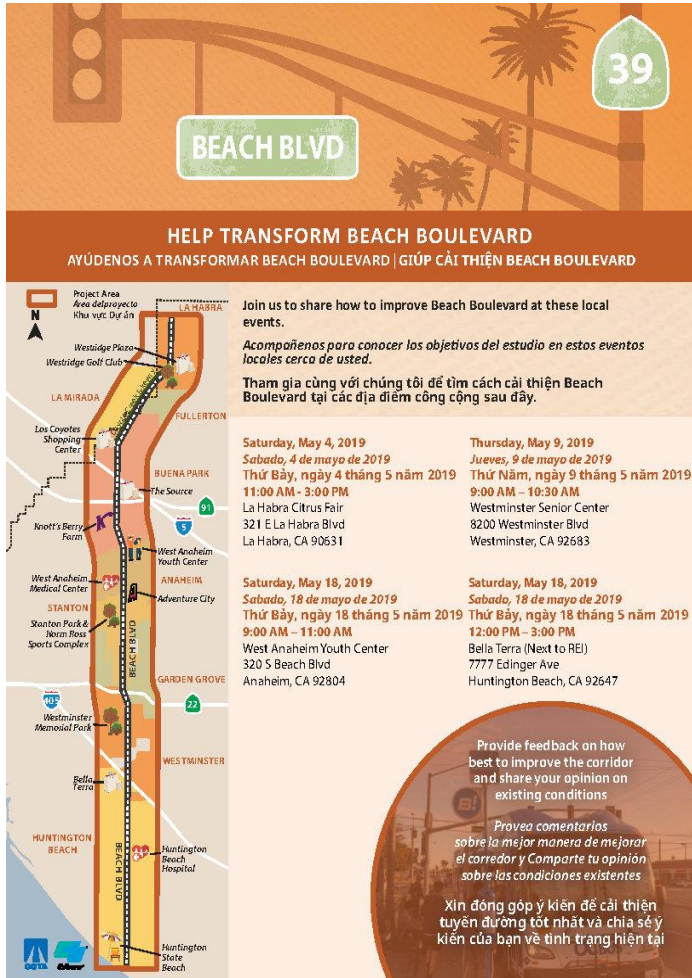 39
BEACH BLVD
HELP TRANSFORM BEACH BOULEVARD
AYÚDENOS A TRANSFORMAR BEACH BOULEVARD | GIÚP CẢI THIỆN BEACH BOULEVARD
Project Area
Area delproyecto
Khu vực Dự án
N
LA HABRA
Westridge Plaza
Westridge Golf Club
LA MIRADA
FULLERTON
Los Coyotes
Shopping
Center
BUENA PARK
The Source
91
5
Knott's Berry
Farm
West Anaheim
Youth Center
West Anaheim
Medical Center
ANAHEIM
Adventure City
STANTON
Stanton Park &
Norm Ross
Sports Complex
BEACH BLVD
GARDEN GROVE
405
22
Westminster
Memorial Park
WESTMINSTER
Bella
Terra
HUNTINGTON
BEACH
BEACH BLVD
Huntington
Beach
Hospital
Huntington
State
Beach
OCTA
Join us to share how to improve Beach Boulevard at these local
events.
Acompañenos para conocer los objetivos del estudio en estos eventos
locales cerca de usted.
Tham gia cùng với chúng tôi để tìm cách cải thiện Beach
Boulevard tại các địa điểm công cộng sau đây.
Saturday, May 4, 2019
Sabado, 4 de mayo de 2019
Thứ Bảy, ngày 4 tháng 5 năm 2019
11:00 AM - 3:00 PM
La Habra Citrus Fair
321 E La Habra Blvd
La Habra, CA 90631
Thursday, May 9, 2019
Jueves, 9 de mayo de 2019
Thứ Năm, ngày 9 tháng 5 năm 2019
9:00 AM – 10:30 AM
Westminster Senior Center
8200 Westminster Blvd
Westminster, CA 92683
Saturday, May 18, 2019
Sabado, 18 de mayo de 2019
Thứ Bảy, ngày 18 tháng 5 năm 2019
9:00 AM – 11:00 AM
West Anaheim Youth Center
320 S Beach Blvd
Anaheim, CA 92804
Saturday, May 18, 2019
Sabado, 18 de mayo de 2019
Thứ Bảy, ngày 18 tháng 5 năm 2019
12:00 PM – 3:00 PM
Bella Terra (Next to REI)
7777 Edinger Ave
Huntington Beach, CA 92647
Provide feedback on how
best to improve the corridor
and share your opinion on
existing conditions
Provea comentarios
sobre la mejor manera de mejorar
el corredor y Comparte tu opinión
sobre las condiciones existentes
Xin đóng góp ý kiến để cải thiện
tuyến đường tốt nhất và chia sẻ ý
kiến của bạn về tình trạng hiện tại